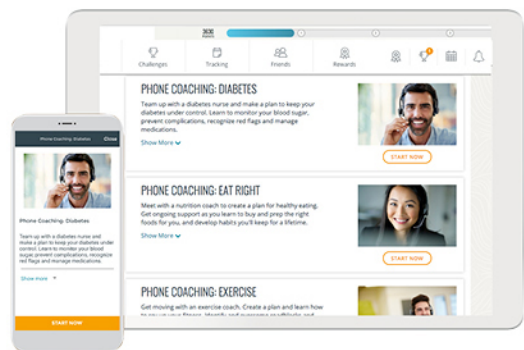 Challenges
Tracking
Friends
Rewards
PHONE COACHING: DIABETES
Team up with a diabetes nurse and make a plan to keep your
diabetes under control. Learn to monitor your blood sugar,
prevent complications, recognize red flags and manage
medications.
Show More
START NOW
PHONE COACHING: EAT RIGHT
Meet with a nutrition coach to create a plan for healthy eating.
Get ongoing support as you learn to buy and prep the right
foods for you, and develop habits you'll keep for a lifetime.
Show More
START NOW
PHONE COACHING: EXERCISE
Get moving with an exercise coach. Create a plan and learn how
Phone Coaching: Diabetes
Close
Phone Coaching: Diabetes
Team up with a diabetes nurse and
make a plan to keep your diabetes under
control. Learn to monitor your blood
sugar, prevent complications, recognize
red flags and manage medications.
Show more
START NOW